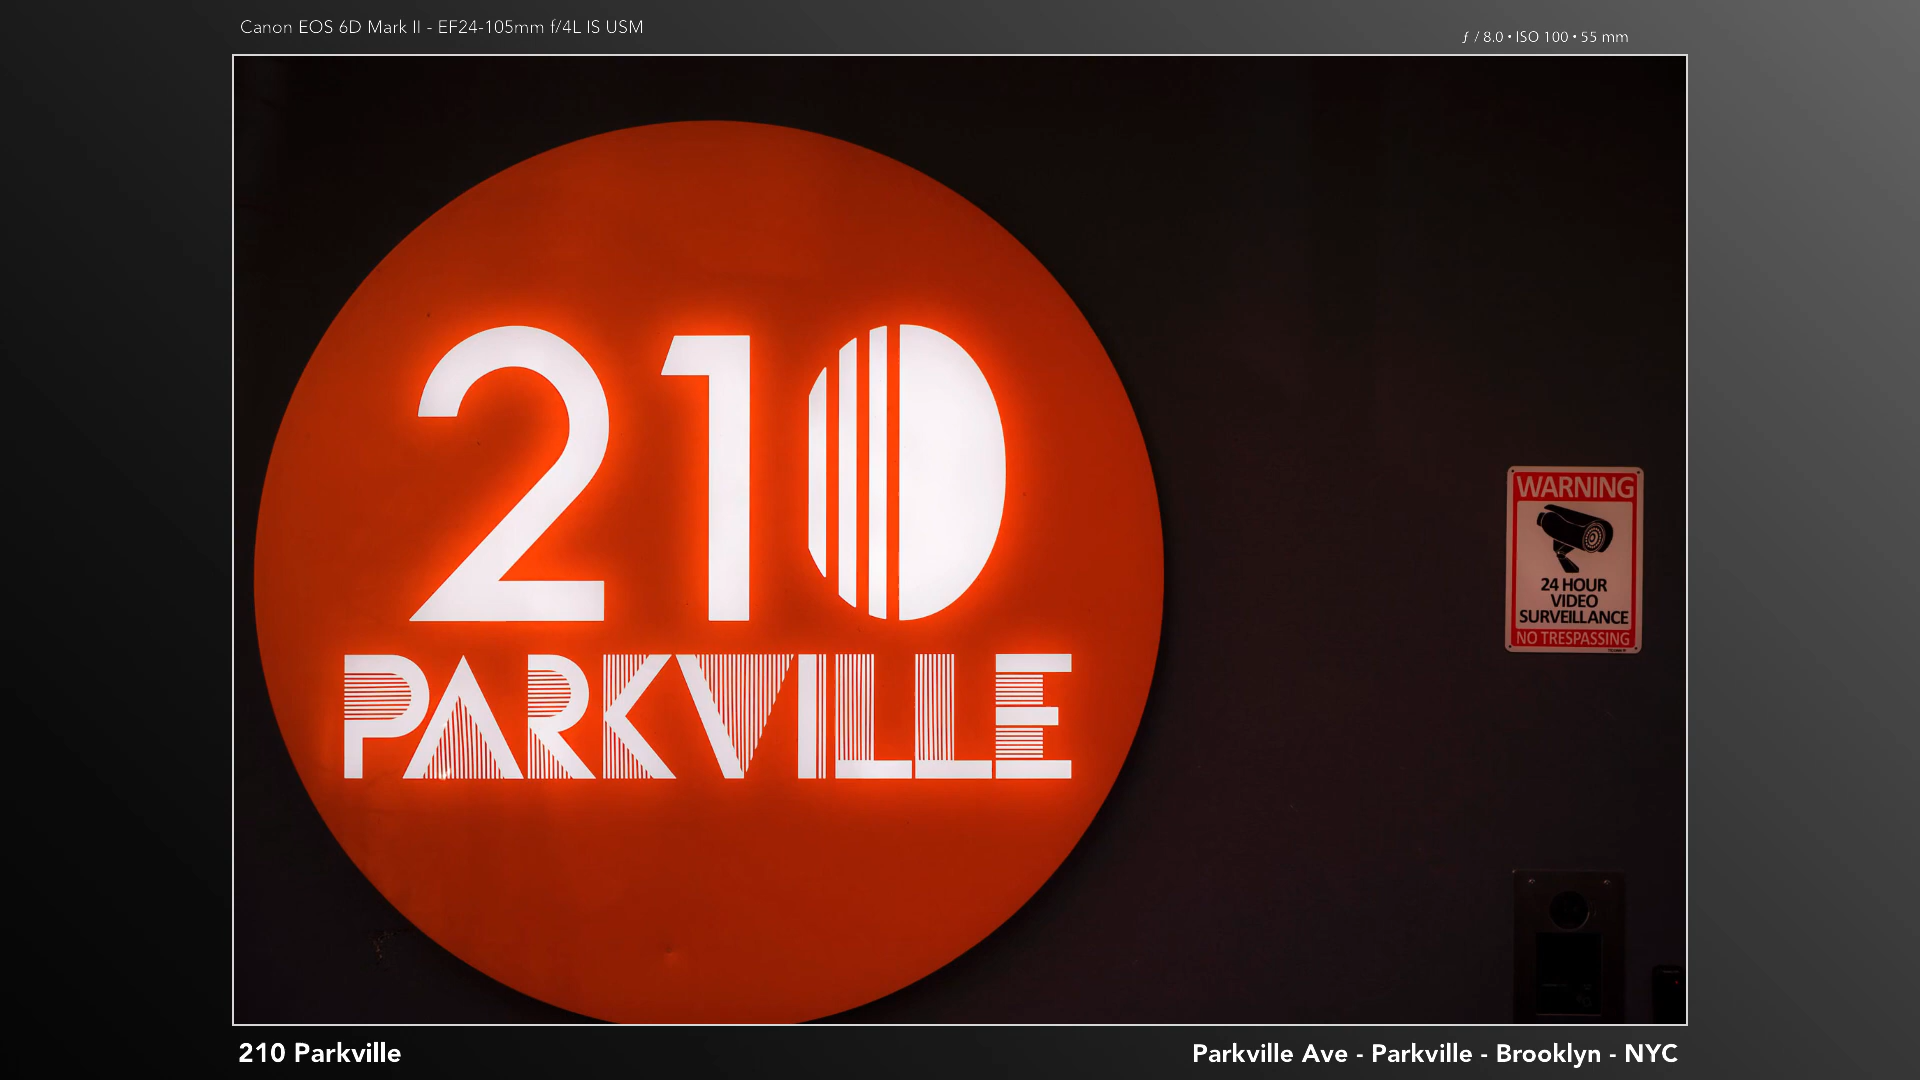 Canon EOS 6D Mark II - EF24-105mm f/4L IS USM
ƒ / 8.0 • ISO 100 • 55 mm
210
PARKVILLE
WARNING
24 HOUR
VIDEO
SURVEILLANCE
NO TRESPASSING
210 Parkville
Parkville Ave - Parkville - Brooklyn - NYC